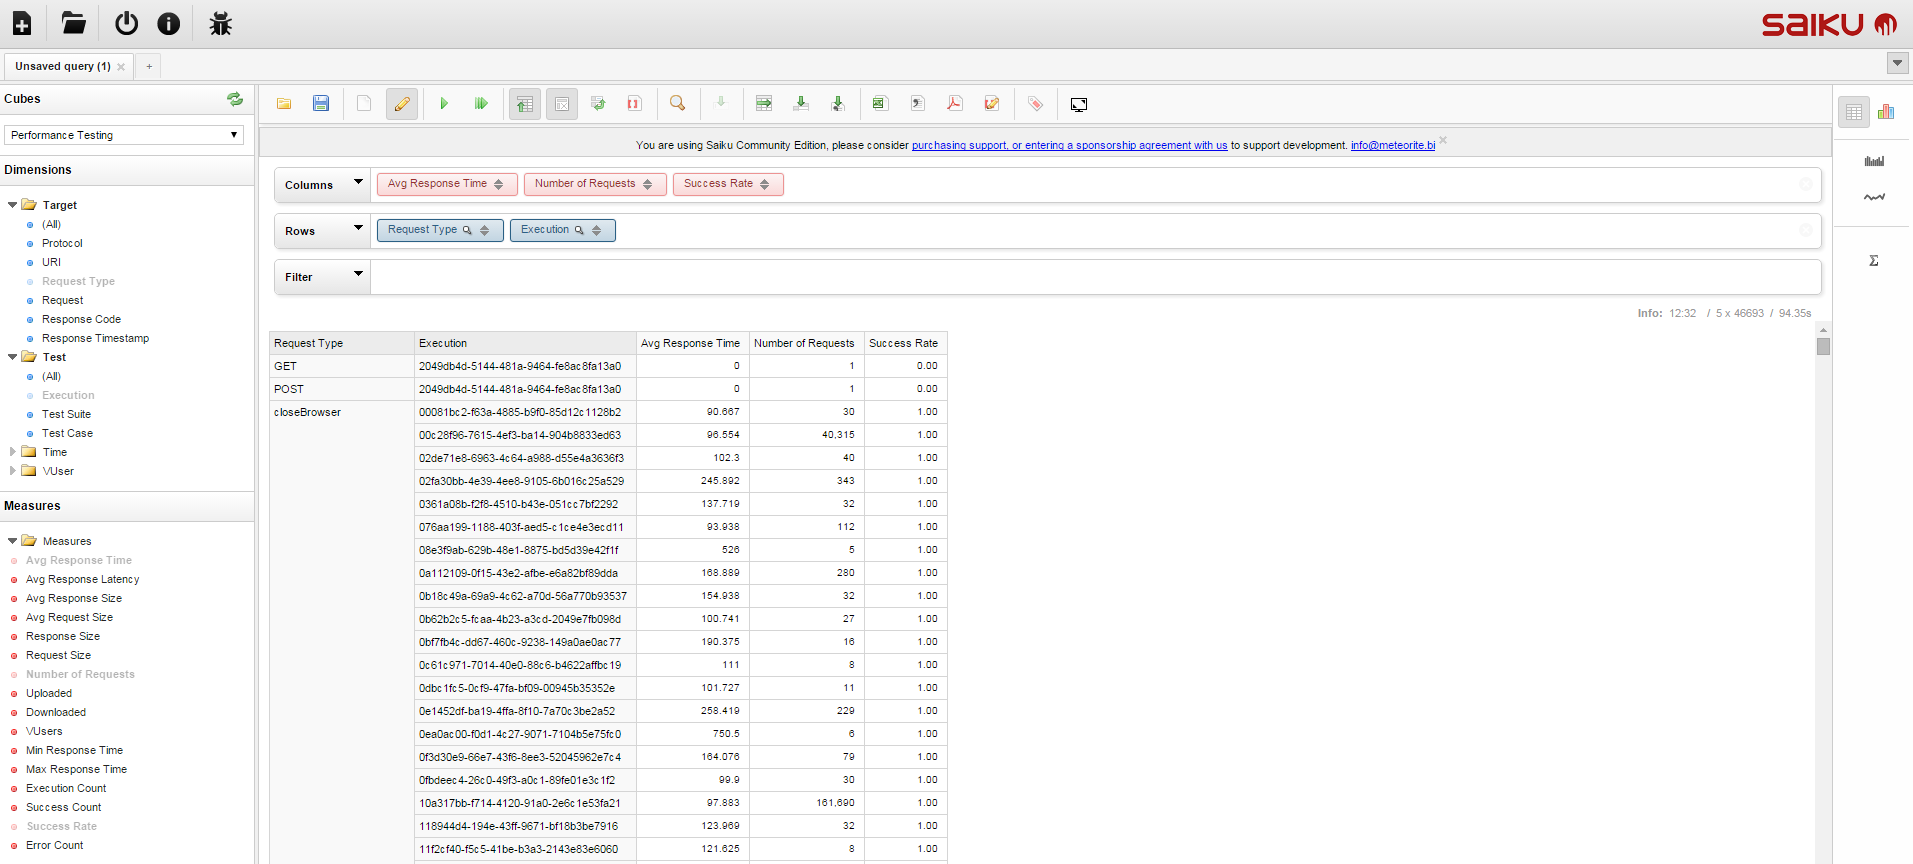 saiku
Unsaved query (1)
Cubes
Performance Testing
Dimensions
Target
(All)
Protocol
URI
Request Type
Request
Response Code
Response Timestamp
Test
(All)
Execution
Test Suite
Test Case
Time
VUser
Measures
Measures
Avg Response Time
Avg Response Latency
Avg Response Size
Avg Request Size
Response Size
Request Size
Number of Requests
Uploaded
Downloaded
VUsers
Min Response Time
Max Response Time
Execution Count
Success Count
Success Rate
Error Count
You are using Saiku Community Edition, please consider purchasing support, or entering a sponsorship agreement with us to support development. info@meteorite.bi
Columns Avg Response Time Number of Requests Success Rate
Rows Request Type Execution
Filter
Info: 12:32 / 5 x 46693 / 94.35s
Request Type Execution Avg Response Time Number of Requests Success Rate
GET 2049db4d-5144-481a-9464-fe8ac8fa13a0 0 1 0.00
POST 2049db4d-5144-481a-9464-fe8ac8fa13a0 0 1 0.00
closeBrowser 00081bc2-f63a-4885-b9f0-85d12c1128b2 90.667 30 1.00
00c28f96-7615-4ef3-ba14-904b8833ed63 96.554 40,315 1.00
02de71e8-6963-4c64-a988-d55e4a3636f3 102.3 40 1.00
02fa30bb-4e39-4ee8-9105-6b016c25a529 245.892 343 1.00
0361a08b-f2f8-4510-b43e-051cc7bf2292 137.719 32 1.00
076aa199-1188-403f-aed5-c1ce4e3ecd11 93.938 112 1.00
08e3f9ab-629b-48e1-8875-bd5d39e42f1f 526 5 1.00
0a112109-0f15-43e2-afbe-e6a82bf89dda 168.889 280 1.00
0b18c49a-69a9-4c62-a70d-56a770b93537 154.938 32 1.00
0b62b2c5-fcaa-4b23-a3cd-2049e7fb098d 100.741 27 1.00
0bf7fb4c-dd67-460c-9238-149a0ae0ac77 190.375 16 1.00
0c61c971-7014-40e0-88c6-b4622affbc19 111 8 1.00
0dbc1fc5-0cf9-47fa-bf09-00945b35352e 101.727 11 1.00
0e1452df-ba19-4ffa-8f10-7a70c3be2a52 258.419 229 1.00
0ea0ac00-f0d1-4c27-9071-7104b5e75fc0 750.5 6 1.00
0f3d30e9-66e7-43f6-8ee3-52045962e7c4 164.076 79 1.00
0fbdeec4-26c0-49f3-a0c1-89fe01e3c1f2 99.9 30 1.00
10a317bb-f714-4120-91a0-2e6c1e53fa21 97.883 161,690 1.00
118944d4-194e-43ff-9671-bf18b3be7916 123.969 32 1.00
11f2cf40-f5c5-41be-b3a3-2143e83e6060 121.625 8 1.00